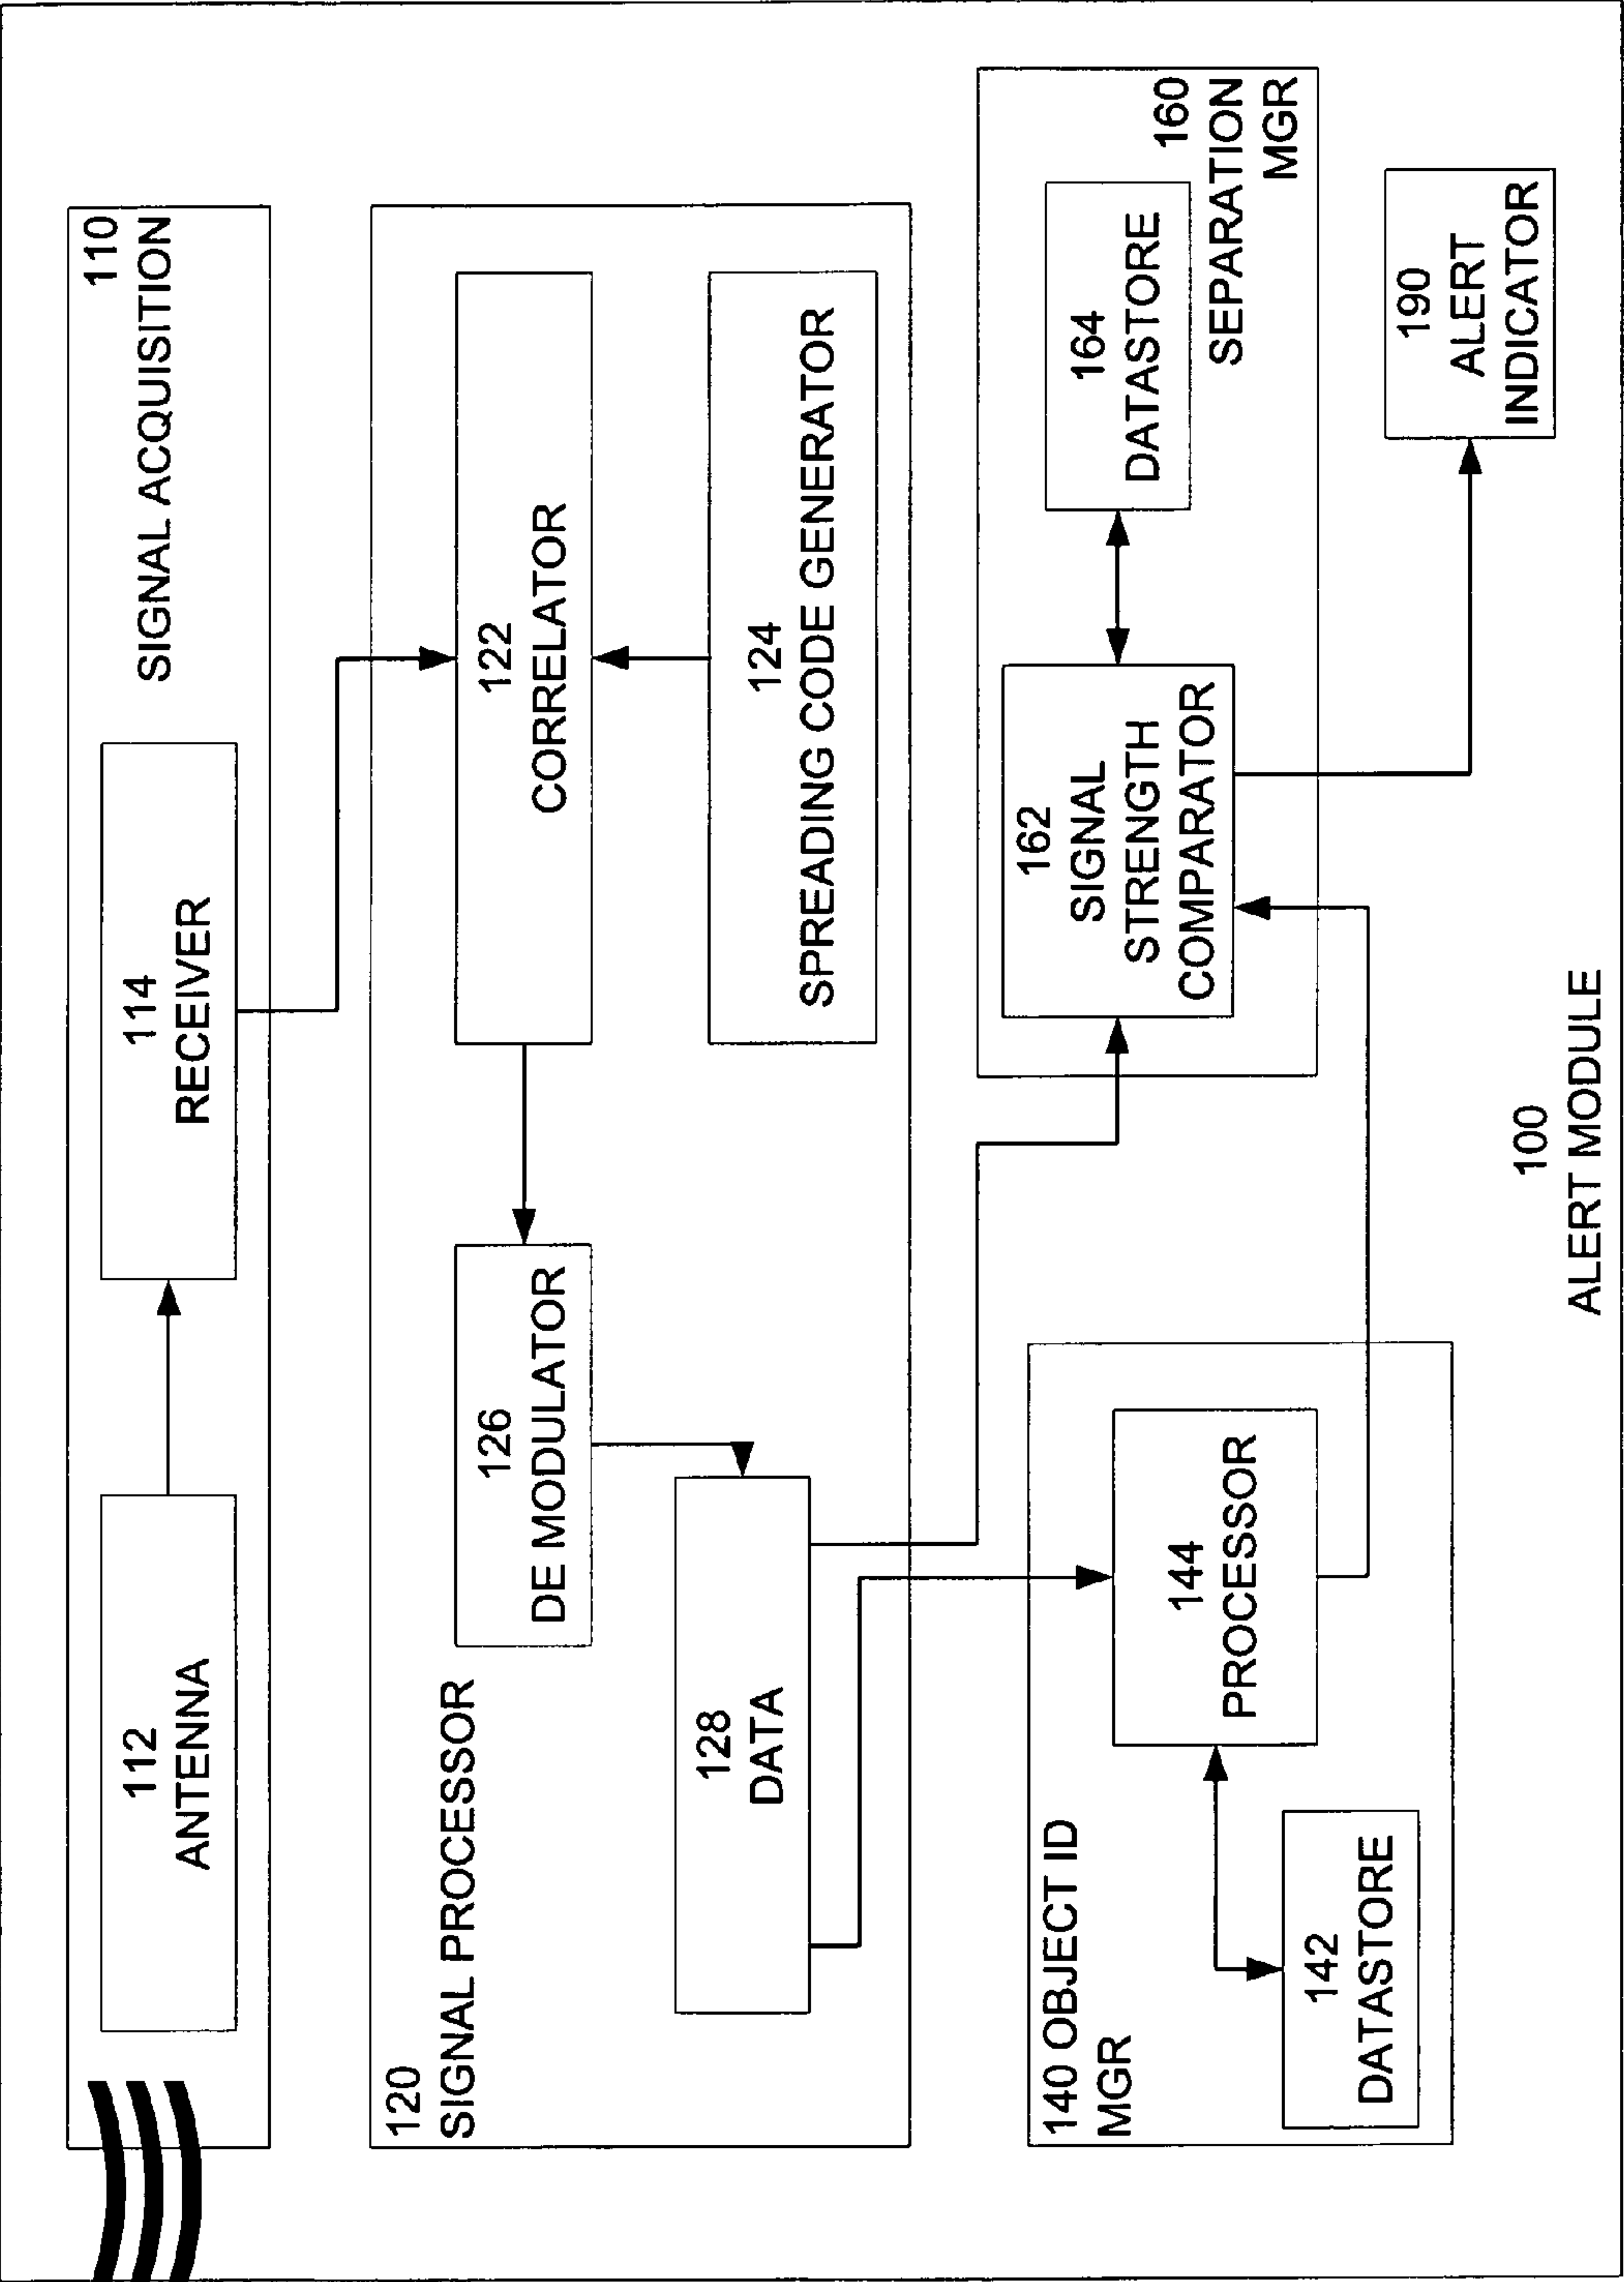 110
SIGNAL ACQUISITION
112
ANTENNA
114
RECEIVER
120
SIGNAL PROCESSOR
126
DE MODULATOR
122
CORRELATOR
128
DATA
124
SPREADING CODE GENERATOR
140 OBJECT ID
MGR
144
PROCESSOR
142
DATASTORE
162
SIGNAL
STRENGTH
COMPARATOR
164
DATASTORE
160
SEPARATION
MGR
190
ALERT
INDICATOR
100
ALERT MODULE